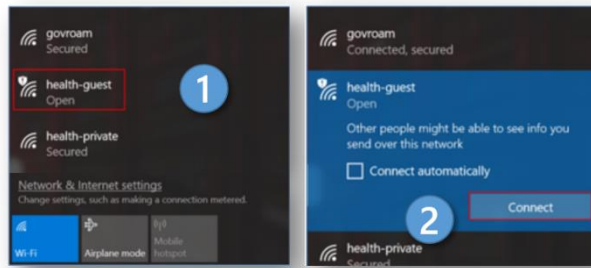 govroam
Secured
health-guest
Open
health-private
Secured
Network & Internet settings
Change settings, such as making a connection metered.
Wi-Fi
Airplane mode
Mobile
hotspot
1
govroam
Connected, secured
health-guest
Open
Other people might be able to see info you
send over this network
Connect automatically
Connect
2
health-private
Secured